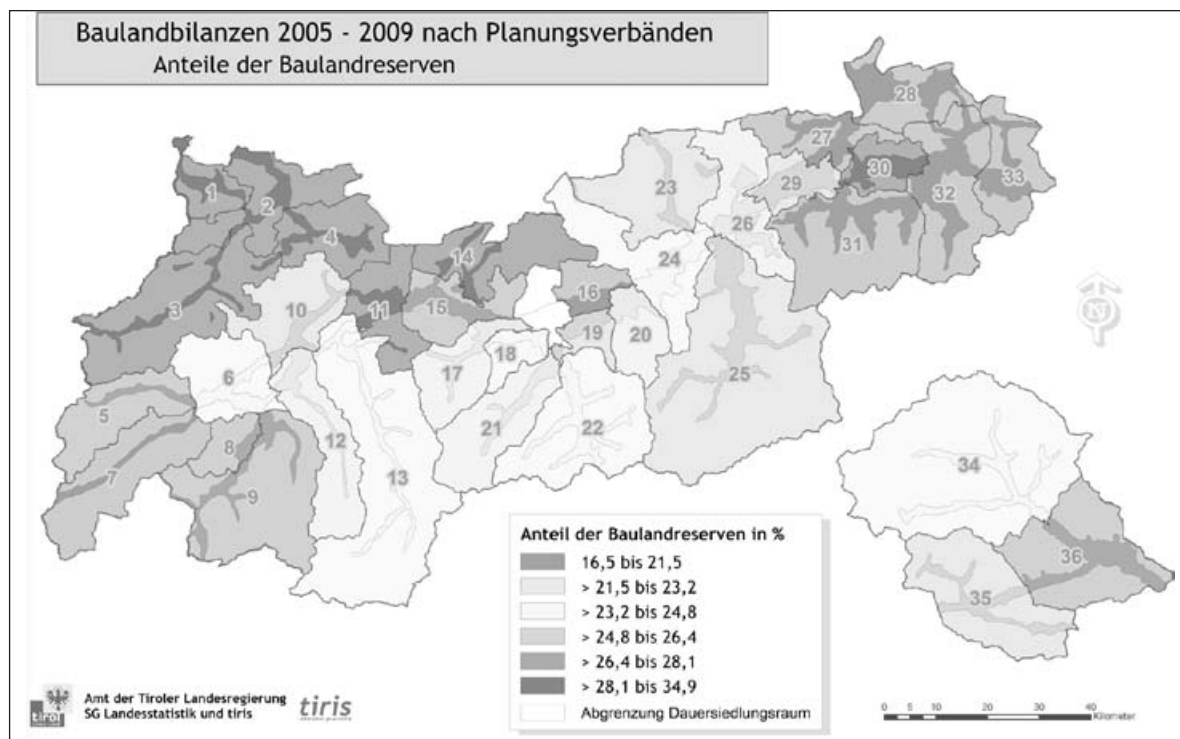 Baulandbilanzen 2005 - 2009 nach Planungsverbänden
Anteile der Baulandreserven
1
2
3
4
5
6
7
8
9
10
11
12
13
14
15
16
17
18
19
20
21
22
23
24
25
26
27
28
29
30
31
32
33
34
35
36
N
Anteil der Baulandreserven in %
16,5 bis 21,5
> 21,5 bis 23,2
> 23,2 bis 24,8
> 24,8 bis 26,4
> 26,4 bis 28,1
> 28,1 bis 34,9
Abgrenzung Dauersiedlungsraum
tirol
Amt der Tiroler Landesregierung
SG Landesstatistik und tiris
tiris
0 5 10 20 30 40
Kilometer